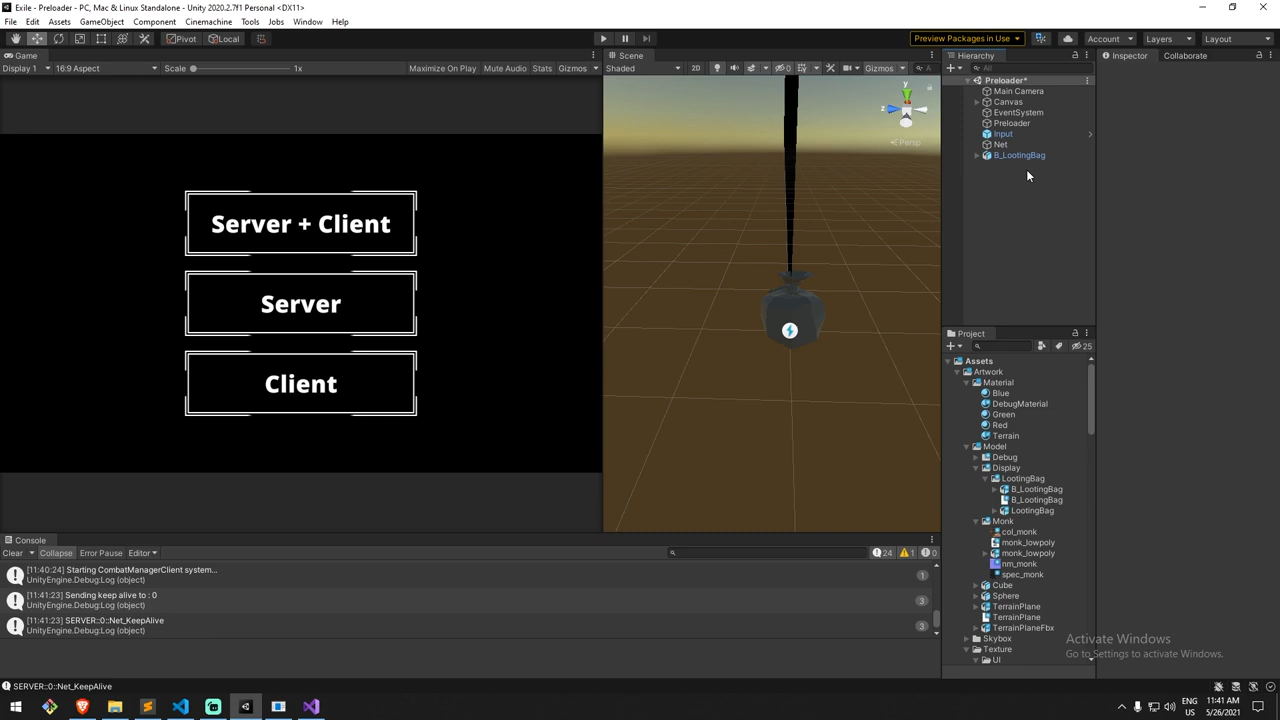 Exile - Preloader - PC, Mac & Linux Standalone - Unity 2020.2.7f1 Personal <DX11>
File Edit Assets GameObject Component Cinemachine Tools Jobs Window Help
Pivot Local Preview Packages in Use Account Layers Layout
Game Scene Hierarchy Inspector Collaborate
Display 1 16:9 Aspect Scale 1x Maximize On Play Mute Audio Stats Gizmos Shaded 2D 0 Gizmos All
Preloader*
Main Camera
Canvas
EventSystem
Preloader
Input
Net
B_LootingBag
y
z
Persp
Server + Client
Server
Client
Project
25
Assets
Artwork
Material
Blue
DebugMaterial
Green
Red
Terrain
Model
Debug
Display
LootingBag
B_LootingBag
B_LootingBag
LootingBag
Monk
col_monk
monk_lowpoly
monk_lowpoly
nm_monk
spec_monk
Cube
Sphere
TerrainPlane
TerrainPlane
TerrainPlaneFbx
Skybox
Texture
UI
Console
Clear Collapse Error Pause Editor 24 1 0
[11:40:24] Starting CombatManagerClient system...
UnityEngine.Debug:Log (object)
1
[11:41:23] Sending keep alive to : 0
UnityEngine.Debug:Log (object)
3
[11:41:23] SERVER::0::Net_KeepAlive
UnityEngine.Debug:Log (object)
3
Activate Windows
Go to Settings to activate Windows.
SERVER::0::Net_KeepAlive
ENG
US
11:41 AM
5/26/2021